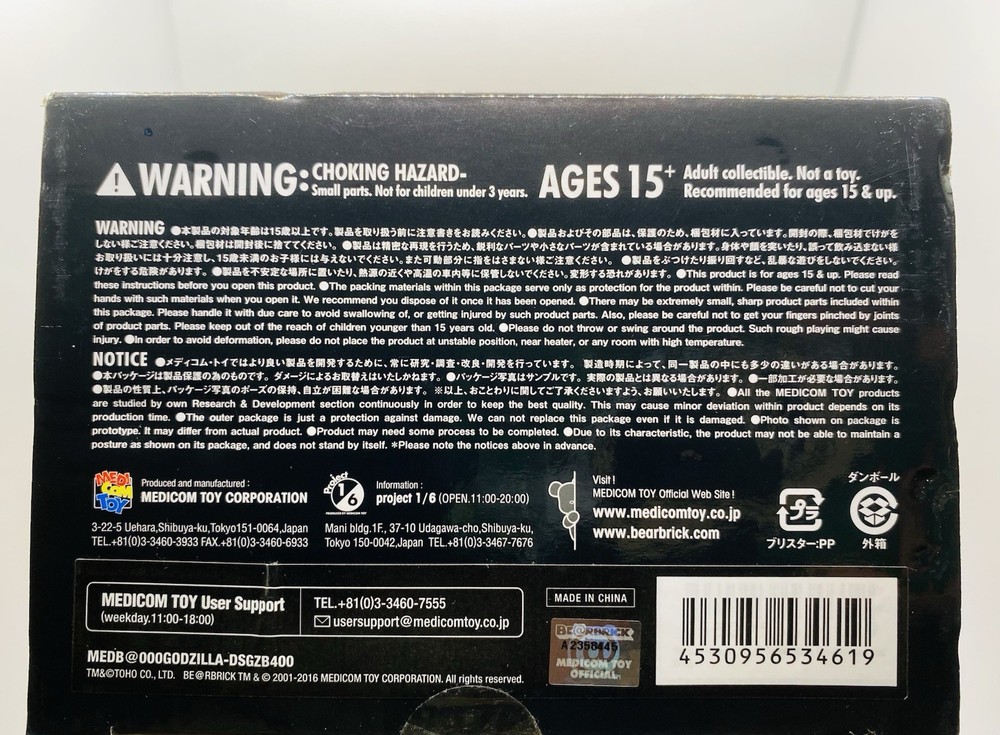 WARNING: CHOKING HAZARD-
Small parts. Not for children under 3 years.
AGES 15+ Adult collectible. Not a toy.
Recommended for ages 15 & up.
WARNING ●本製品の対象年齢は15歳以上です。製品を取り扱う前に注意書きをお読みください。●製品およびその部品は、保護のため、梱包材に入っています。開封の際、梱包材でけがを
しない様ご注意ください。梱包材は開封後に捨ててください。●製品は精密な再現を行うため、鋭利なパーツや小さなパーツが含まれている場合があります。身体や顔を突いたり、誤って飲み込まない様
お取り扱いには十分注意し、15歳未満のお子様には与えないでください。また可動部分に指をはさまない様ご注意ください。●製品をぶつけたり振り回すなど、乱暴な遊びをしないでください。
けがをする危険があります。●製品を不安定な場所に置いたり、熱源の近くや高温の車内等に保管しないでください。変形する恐れがあります。●This product is for ages 15 & up. Please read
these instructions before you open this product. ●The packing materials within this package serve only as protection for the product within. Please be careful not to cut your
hands with such materials when you open it. We recommend you dispose of it once it has been opened. ●There may be extremely small, sharp product parts included within
this package. Please handle it with due care to avoid swallowing of, or getting injured by such product parts. Also, please be careful not to get your fingers pinched by joints
of product parts. Please keep out of the reach of children younger than 15 years old. ●Please do not throw or swing around the product. Such rough playing might cause
injury. ●In order to avoid deformation, please do not place the product at unstable position, near heater, or any room with high temperature.
NOTICE ●メディコム・トイではより良い製品を開発するために、常に研究・調査・改良・開発を行っています。製造時期によって、同一製品の中にも多少の違いがある場合があります。
●本パッケージは製品保護の為のものです。ダメージによるお取替えはいたしかねます。●パッケージ写真はサンプルです。実際の製品とは異なる場合があります。●一部加工が必要な場合があります。
●製品の性質上、パッケージ写真のポーズの保持、自立が困難な場合があります。※以上、おことわりに関してご了承くださいますよう、お願いいたします。●All the MEDICOM TOY products
are studied by own Research & Development section continuously in order to keep the best quality. This may cause minor deviation within product depends on its
production time. ●The outer package is just a protection against damage. We can not replace this package even if it is damaged. ●Photo shown on package is
prototype. It may differ from actual product. ●Product may need some process to be completed. ●Due to its characteristic, the product may not be able to maintain a
posture as shown on its package, and does not stand by itself. *Please note the notices above in advance.
MEDI
COM
TOY
Produced and manufactured :
MEDICOM TOY CORPORATION
3-22-5 Uehara,Shibuya-ku,Tokyo151-0064,Japan
TEL.+81(0)3-3460-3933 FAX.+81(0)3-3460-6933
Project
1/6
PRODUCED BY MEDICOM TOY
Information :
project 1/6 (OPEN.11:00-20:00)
Mani bldg.1F, 37-10 Udagawa-cho,Shibuya-ku,
Tokyo 150-0042,Japan TEL.+81(0)3-3467-7676
Visit !
MEDICOM TOY Official Web Site !
www.medicomtoy.co.jp
www.bearbrick.com
プラ
ブリスター:PP
ダンボール
外箱
MEDICOM TOY User Support
(weekday.11:00-18:00)
TEL.+81(0)3-3460-7555
usersupport@medicomtoy.co.jp
MEDB@000GODZILLA-DSGZB400
TM&©TOHO CO., LTD. BE@RBRICK TM & © 2001-2016 MEDICOM TOY CORPORATION. All rights reserved.
MADE IN CHINA
BE@RBRICK
A2358445
MEDICOM TOY
OFFICIAL
4530956534619